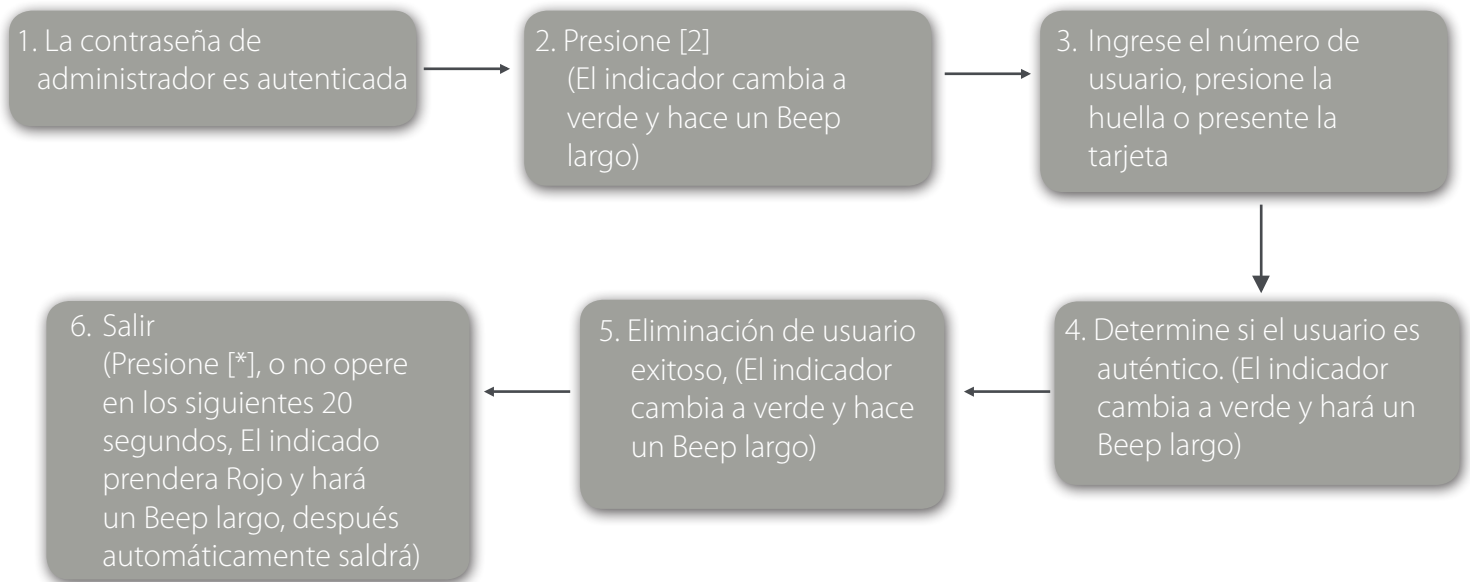 1. La contraseña de
administrador es autenticada
2. Presione [2]
(El indicador cambia a
verde y hace un Beep
largo)
3. Ingrese el número de
usuario, presione la
huella o presente la
tarjeta
4. Determine si el usuario es
auténtico. (El indicador
cambia a verde y hará un
Beep largo)
5. Eliminación de usuario
exitoso, (El indicador
cambia a verde y hace
un Beep largo)
6. Salir
(Presione [*], o no opere
en los siguientes 20
segundos, El indicado
prendera Rojo y hará
un Beep largo, después
automáticamente saldrá)